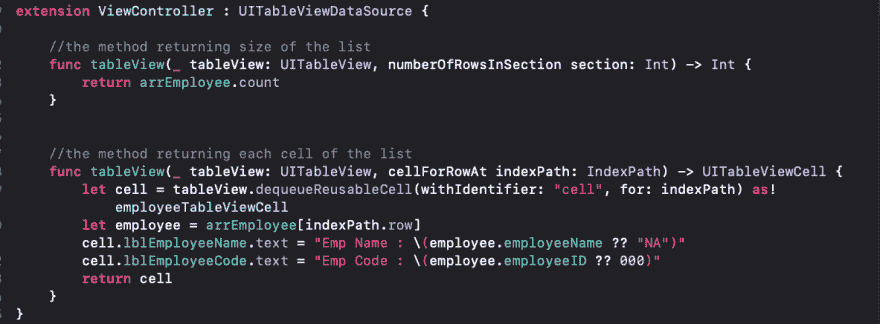 extension ViewController : UITableViewDataSource {
//the method returning size of the list
func tableView(_ tableView: UITableView, numberOfRowsInSection section: Int) -> Int {
return arrEmployee.count
}
//the method returning each cell of the list
func tableView(_ tableView: UITableView, cellForRowAt indexPath: IndexPath) -> UITableViewCell {
let cell = tableView.dequeueReusableCell(withIdentifier: "cell", for: indexPath) as!
employeeTableViewCell
let employee = arrEmployee[indexPath.row]
cell.lblEmployeeName.text = "Emp Name : \(employee.employeeName ?? "NA")"
cell.lblEmployeeCode.text = "Emp Code : \(employee.employeeID ?? 000)"
return cell
}
}